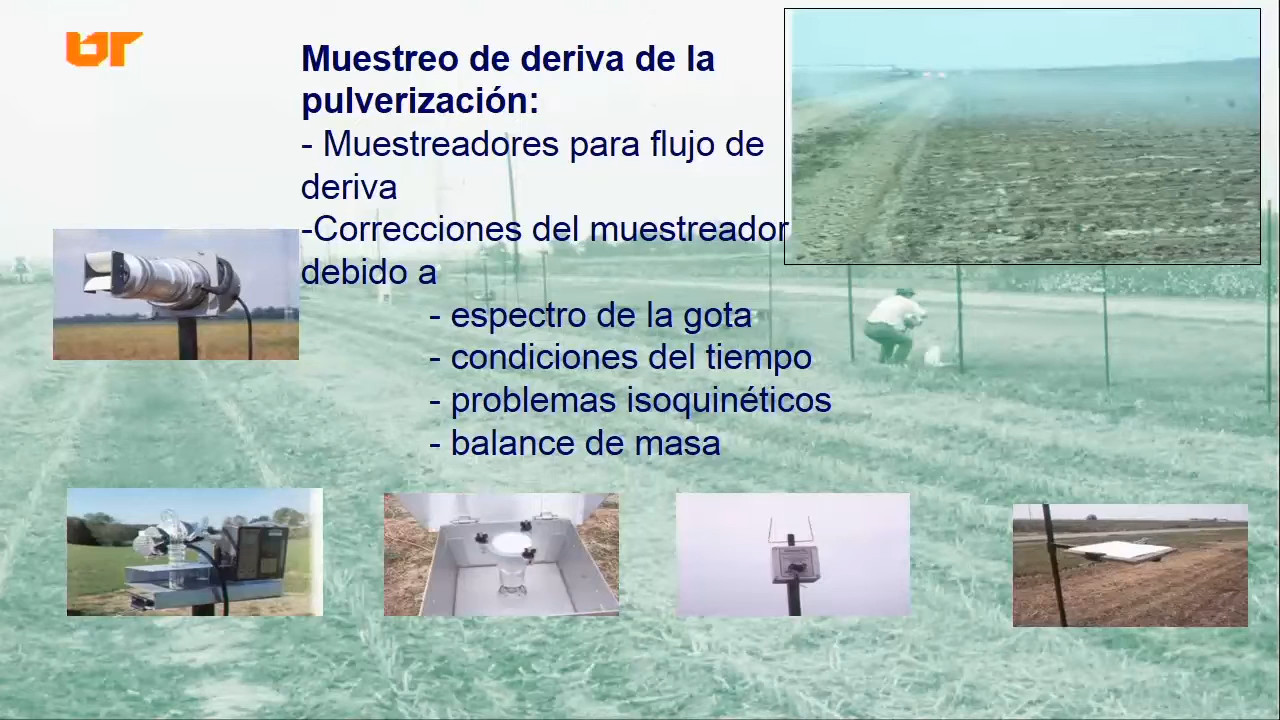 UT
Muestreo de deriva de la
pulverización:
- Muestreadores para flujo de
deriva
-Correcciones del muestreador
debido a
- espectro de la gota
- condiciones del tiempo
- problemas isoquinéticos
- balance de masa